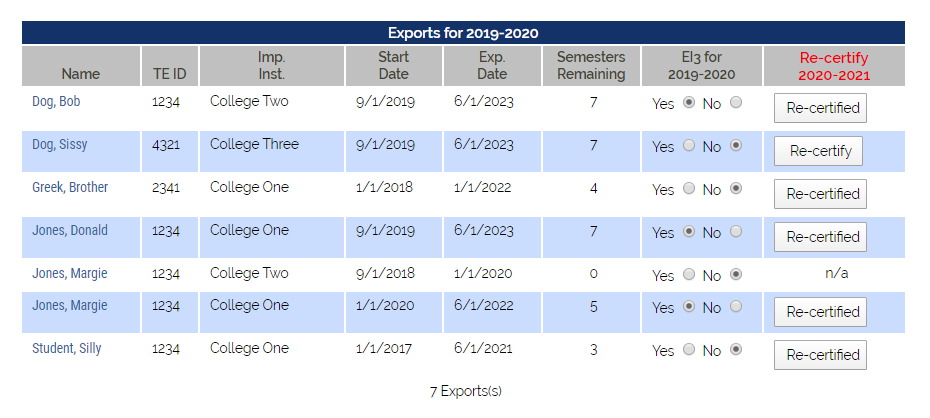 Exports for 2019-2020
Name TE ID Imp. Inst. Start Date Exp. Date Semesters Remaining EI3 for 2019-2020 Re-certify 2020-2021
Dog, Bob 1234 College Two 9/1/2019 6/1/2023 7 Yes No Re-certified
Dog, Sissy 4321 College Three 9/1/2019 6/1/2023 7 Yes No Re-certify
Greek, Brother 2341 College One 1/1/2018 1/1/2022 4 Yes No Re-certified
Jones, Donald 1234 College One 9/1/2019 6/1/2023 7 Yes No Re-certified
Jones, Margie 1234 College Two 9/1/2018 1/1/2020 0 Yes No n/a
Jones, Margie 1234 College One 1/1/2020 6/1/2022 5 Yes No Re-certified
Student, Silly 1234 College One 1/1/2017 6/1/2021 3 Yes No Re-certified
7 Exports(s)